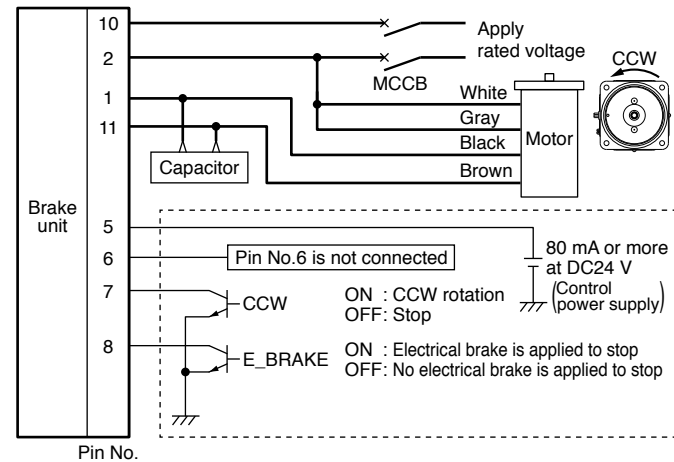 10
Apply
rated voltage
2
MCCB
CCW
1
White
11
Gray
Black
Motor
Capacitor
Brown
Brake
unit
5
80 mA or more
at DC24 V
(Control
power supply)
6
Pin No.6 is not connected
7
CCW
ON : CCW rotation
OFF: Stop
8
E_BRAKE
ON : Electrical brake is applied to stop
OFF: No electrical brake is applied to stop
Pin No.